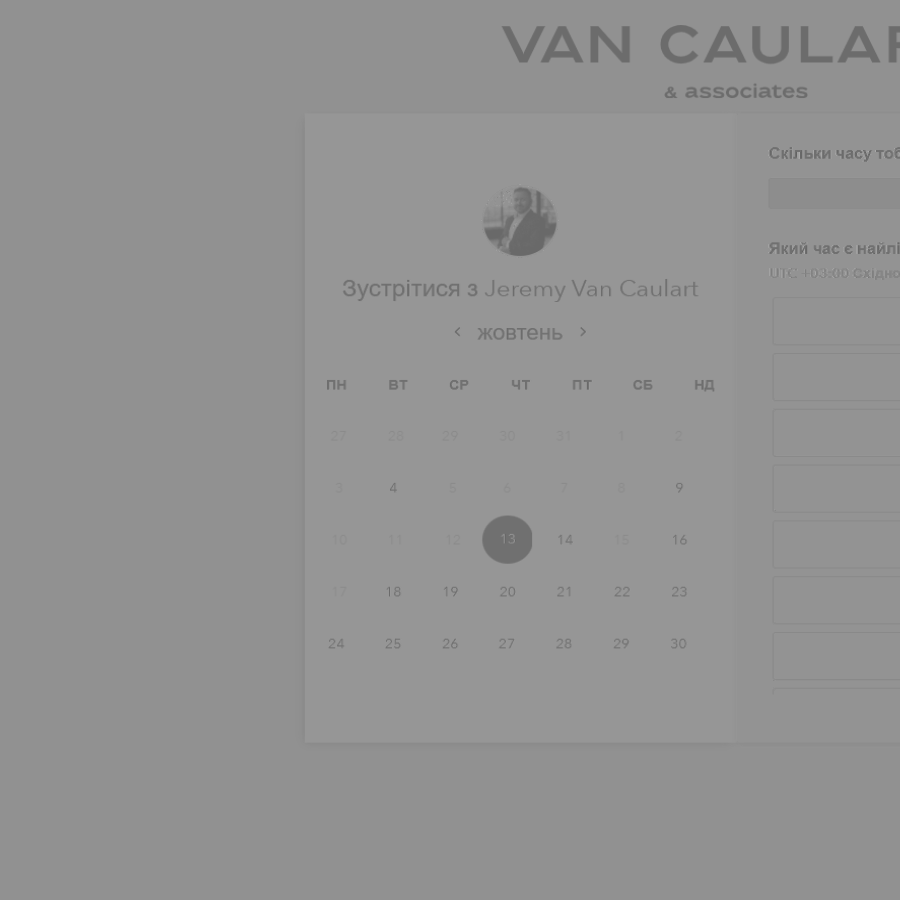 VAN CAULAR
& associates
Скільки часу тоб
Який час є найлі
UTC +03:00 Східно
Зустрітися з Jeremy Van Caulart
жовтень
ПН ВТ СР ЧТ ПТ СБ НД
27 28 29 30 31 1 2
3 4 5 6 7 8 9
10 11 12 13 14 15 16
17 18 19 20 21 22 23
24 25 26 27 28 29 30